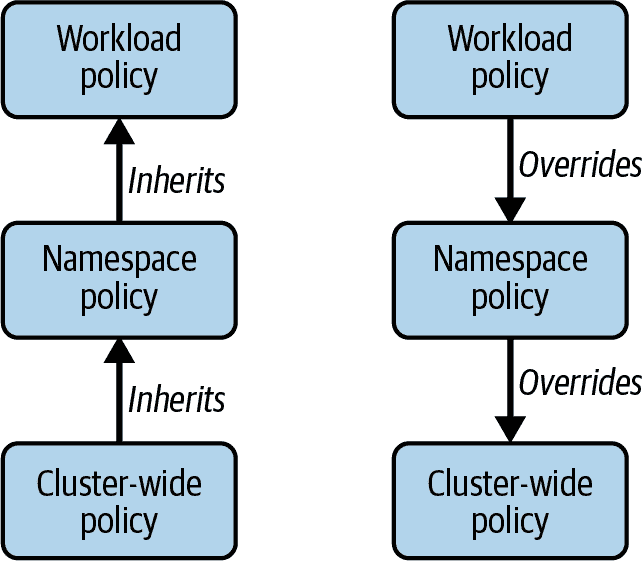 Workload
policy
Inherits
Namespace
policy
Inherits
Cluster-wide
policy
Workload
policy
Overrides
Namespace
policy
Overrides
Cluster-wide
policy